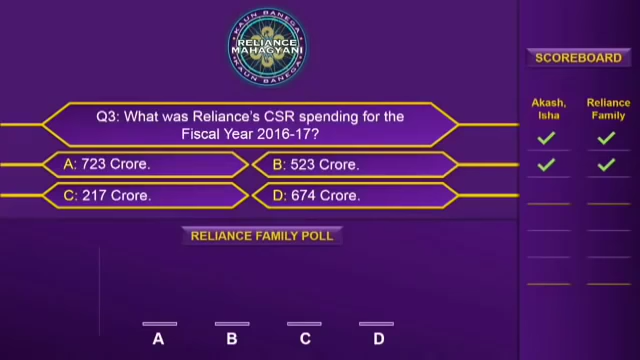 KAUN BANEGA
RELIANCE
MAHAGYANI
KAUN BANEGA
SCOREBOARD
Q3: What was Reliance's CSR spending for the
Fiscal Year 2016-17?
A: 723 Crore.
B: 523 Crore.
C: 217 Crore.
D: 674 Crore.
Akash,
Isha
Reliance
Family
RELIANCE FAMILY POLL
A
B
C
D